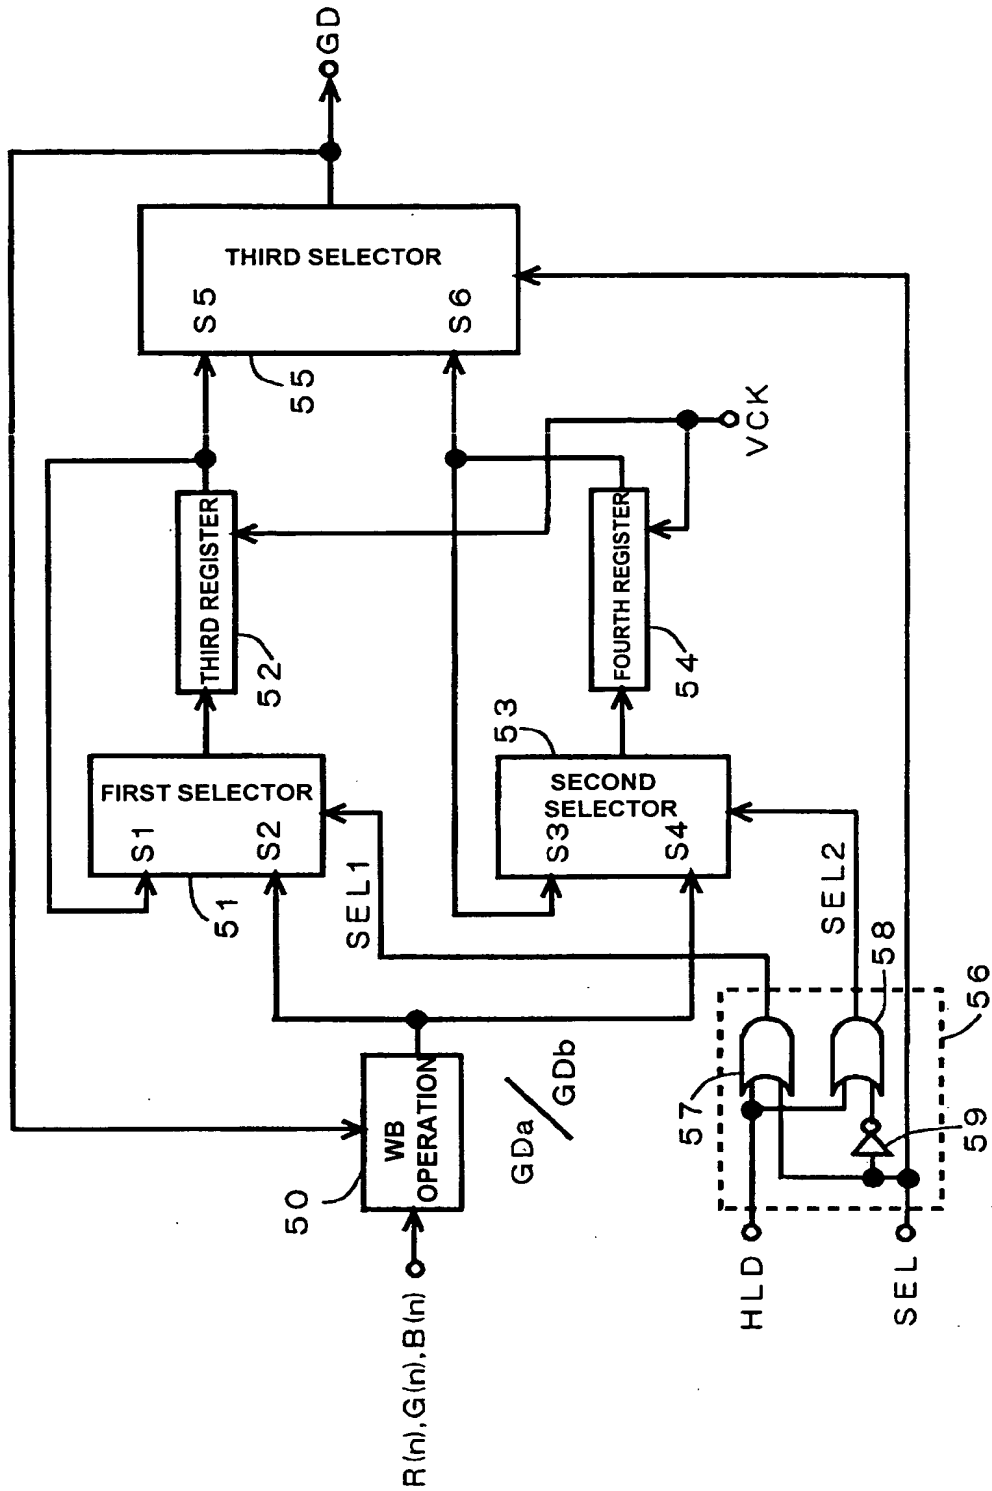 GD
THIRD SELECTOR
S5
S6
55
VCK
THIRD REGISTER
52
FOURTH REGISTER
54
FIRST SELECTOR
S1
S2
51
53
SECOND
SELECTOR
S3
S4
SEL1
SEL2
WB
OPERATION
50
GDa
GDb
56
57
58
59
R(n),G(n),B(n)
HLD
SEL